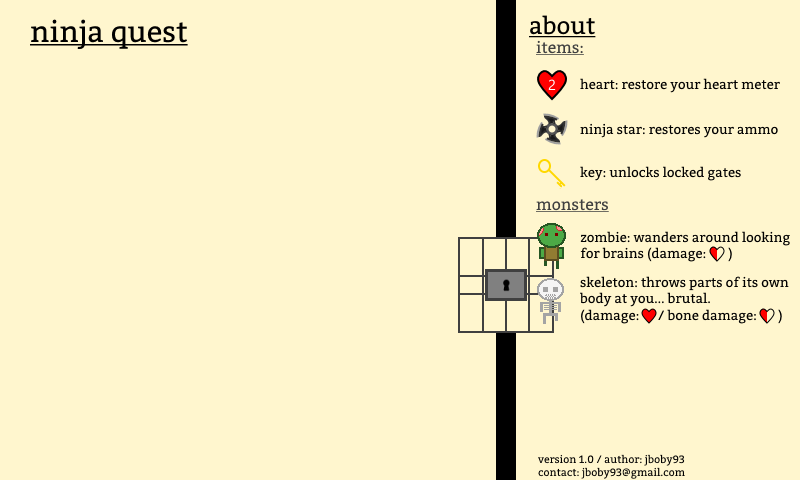 ninja quest
about
items:
2
heart: restore your heart meter
ninja star: restores your ammo
key: unlocks locked gates
monsters
zombie: wanders around looking
for brains (damage: )
skeleton: throws parts of its own
body at you... brutal.
(damage: / bone damage: )
version 1.0 / author: jboby93
contact: jboby93@gmail.com